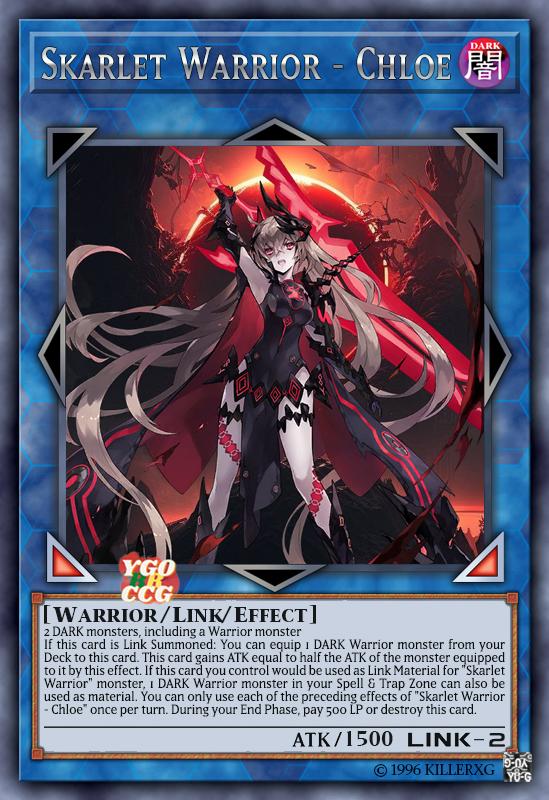 SKARLET WARRIOR - CHLOE
DARK
闇
YGO
BR
CCG
[WARRIOR/LINK/EFFECT]
2 DARK monsters, including a Warrior monster
If this card is Link Summoned: You can equip 1 DARK Warrior monster from your
Deck to this card. This card gains ATK equal to half the ATK of the monster equipped
to it by this effect. If this card you control would be used as Link Material for "Skarlet
Warrior" monster, 1 DARK Warrior monster in your Spell & Trap Zone can also be
used as material. You can only use each of the preceding effects of "Skarlet Warrior
- Chloe" once per turn. During your End Phase, pay 500 LP or destroy this card.
ATK/1500 LINK-2
© 1996 KILLERXG